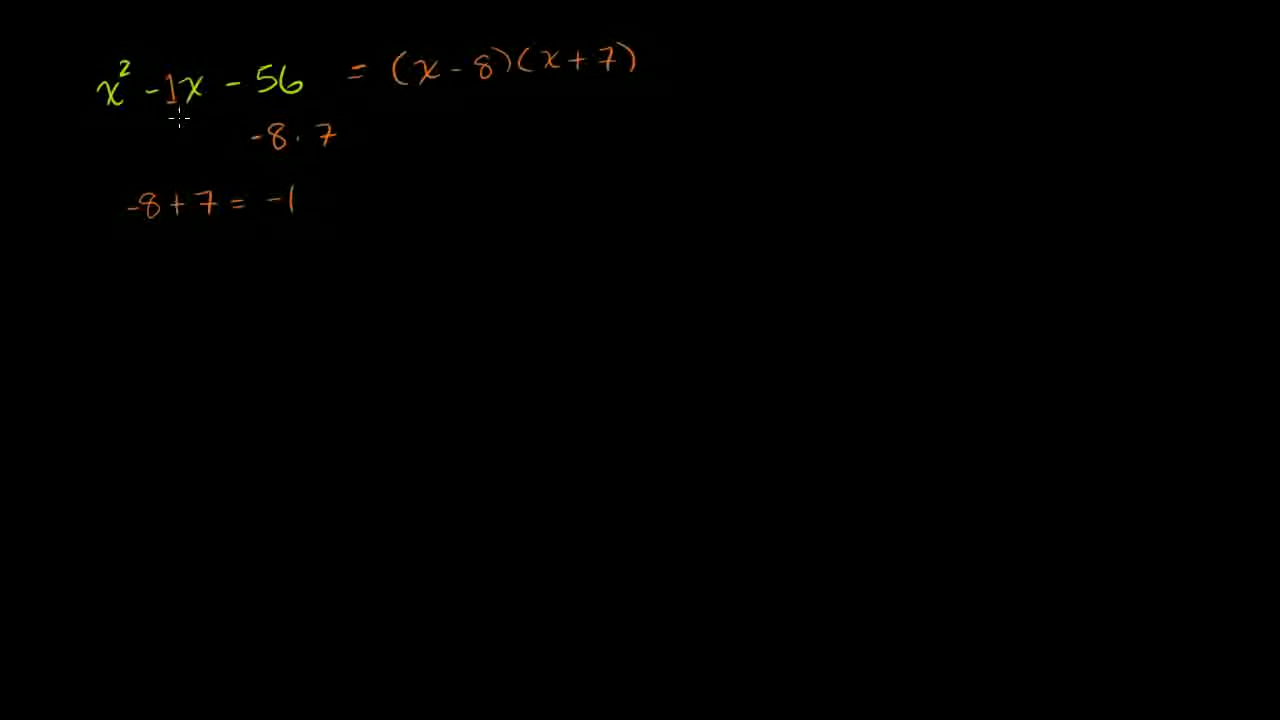 x² - 1x - 56 = (x - 8)(x + 7)
-8 · 7
-8 + 7 = -1